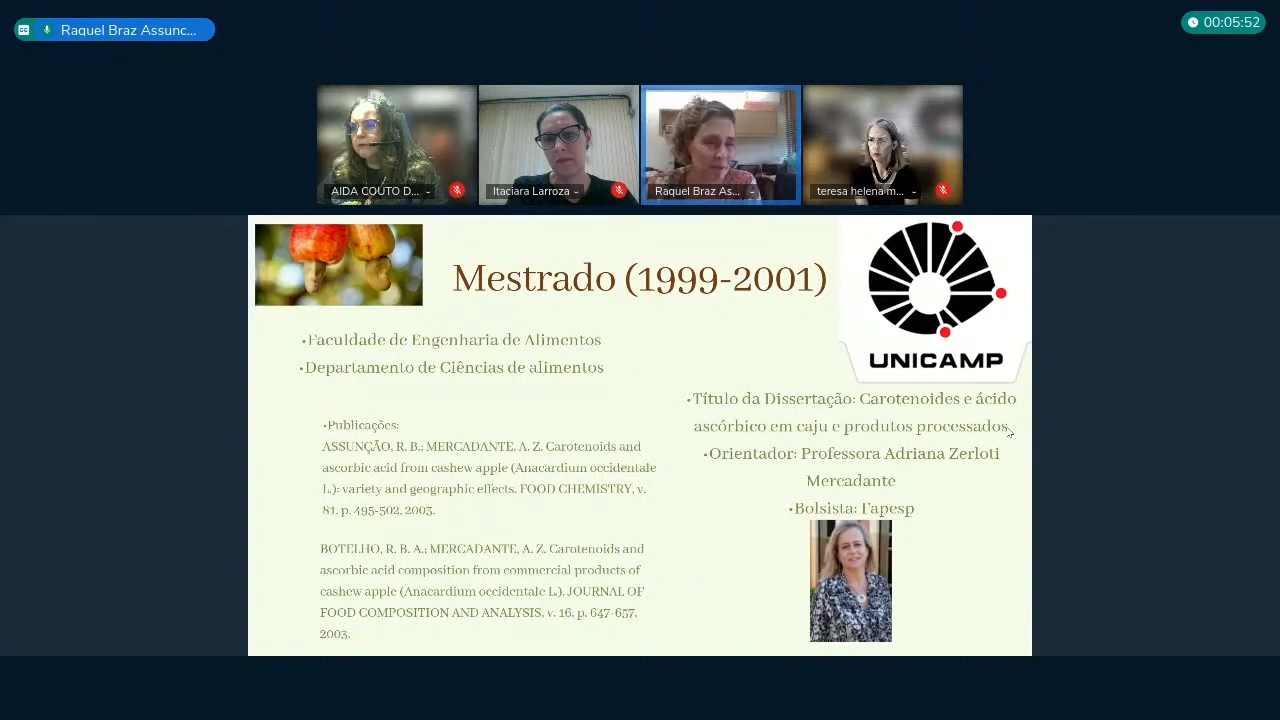 Raquel Braz Assunc...
00:05:52
AIDA COUTO D...
Itaciara Larroza
Raquel Braz As...
teresa helena m...
Mestrado (1999-2001)
UNICAMP
•Faculdade de Engenharia de Alimentos
•Departamento de Ciências de alimentos
•Publicações:
ASSUNÇÃO, R. B.; MERCADANTE, A. Z. Carotenoids and
ascorbic acid from cashew apple (Anacardium occidentale
L.): variety and geographic effects. FOOD CHEMISTRY, v.
81, p. 495-502, 2003.
BOTELHO, R. B. A.; MERCADANTE, A. Z. Carotenoids and
ascorbic acid composition from commercial products of
cashew apple (Anacardium occidentale L.). JOURNAL OF
FOOD COMPOSITION AND ANALYSIS, v. 16, p. 647-657,
2003.
•Título da Dissertação: Carotenoides e ácido
ascórbico em caju e produtos processados
•Orientador: Professora Adriana Zerloti
Mercadante
•Bolsista: Fapesp